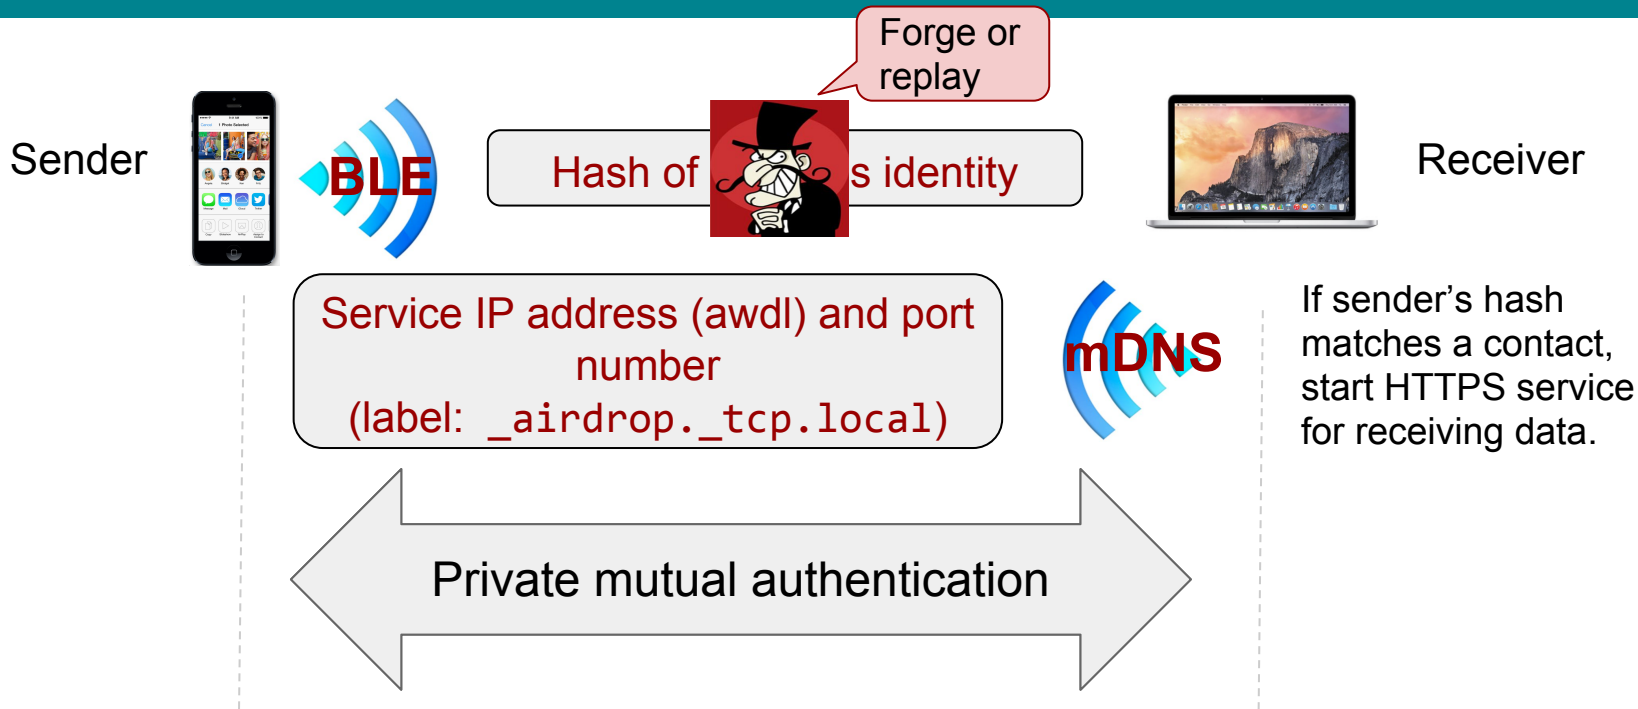 Forge or
replay
Sender
BLE
Hash of
s identity
Receiver
Service IP address (awdl) and port
number
(label: _airdrop._tcp.local)
mDNS
If sender’s hash
matches a contact,
start HTTPS service
for receiving data.
Private mutual authentication